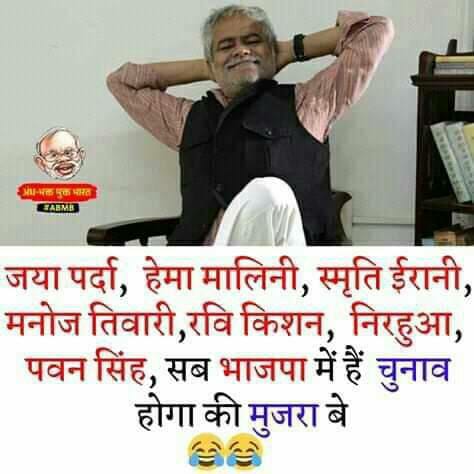 अंध-भक्त मुक्त भारत
#ABMB
जया पर्दा, हेमा मालिनी, स्मृति ईरानी,
मनोज तिवारी,रवि किशन, निरहुआ,
पवन सिंह, सब भाजपा में हैं चुनाव
होगा की मुजरा बे
😂😂